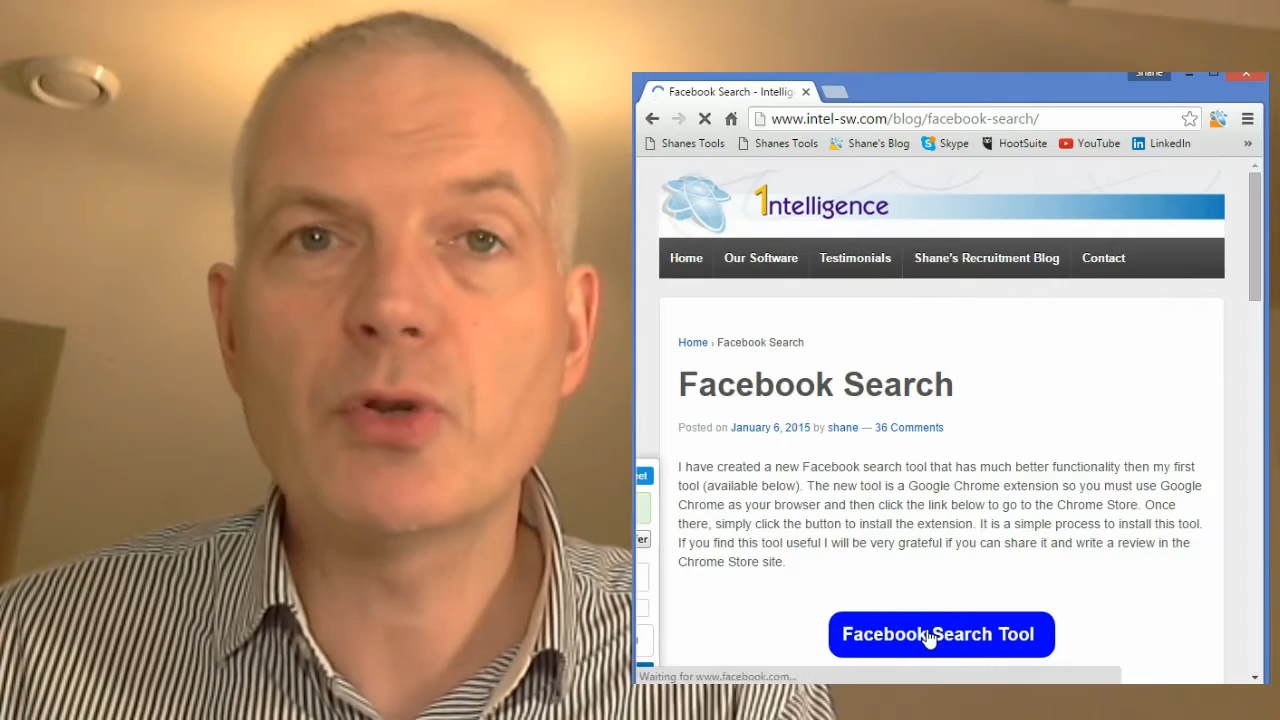 Shane
Facebook Search - Intellig
www.intel-sw.com/blog/facebook-search/
Shanes Tools Shanes Tools Shane's Blog Skype HootSuite YouTube LinkedIn »
1ntelligence
Home Our Software Testimonials Shane's Recruitment Blog Contact
Home › Facebook Search
Facebook Search
Posted on January 6, 2015 by shane — 36 Comments
I have created a new Facebook search tool that has much better functionality then my first
tool (available below). The new tool is a Google Chrome extension so you must use Google
Chrome as your browser and then click the link below to go to the Chrome Store. Once
there, simply click the button to install the extension. It is a simple process to install this tool.
If you find this tool useful I will be very grateful if you can share it and write a review in the
Chrome Store site.
Facebook Search Tool
Waiting for www.facebook.com...